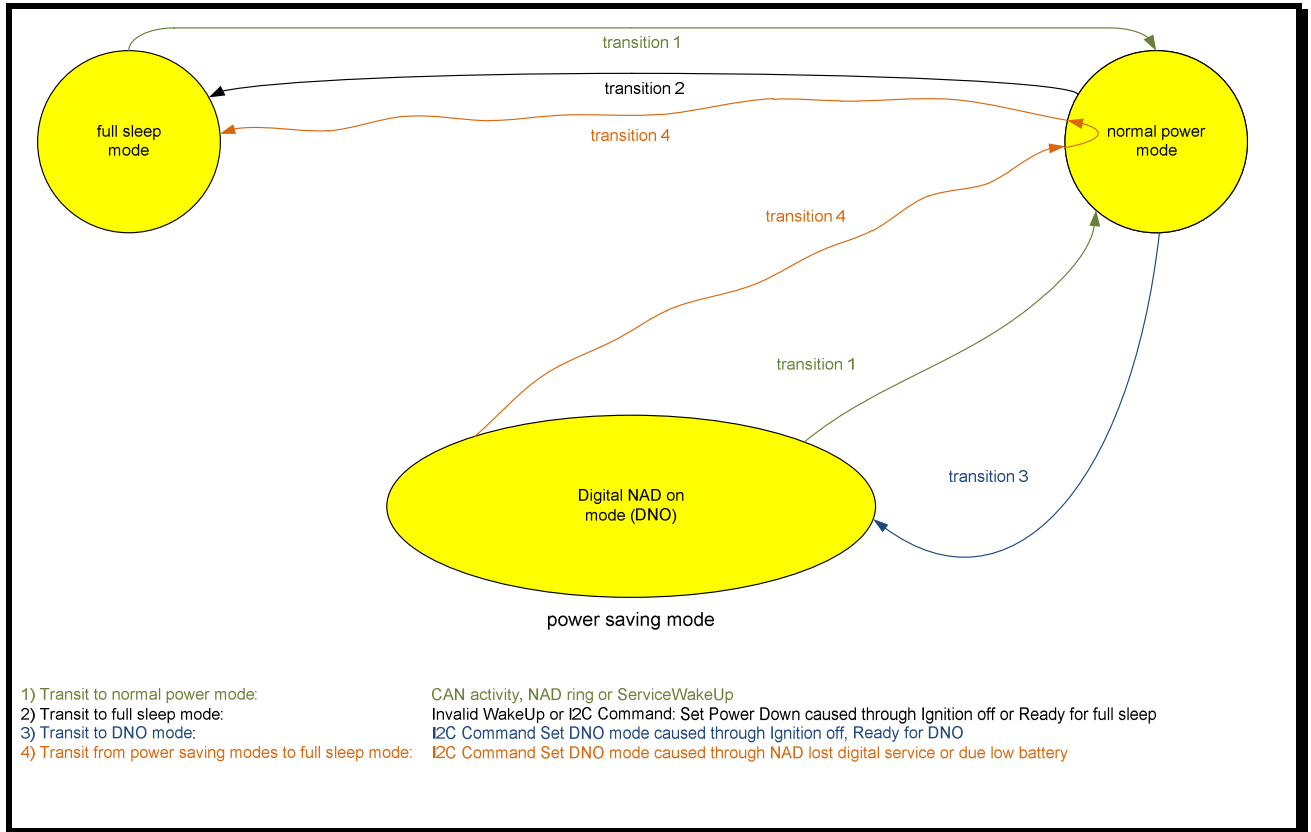 transition 1
transition 2
full sleep
mode
transition 4
normal power
mode
transition 4
transition 1
transition 3
Digital NAD on
mode (DNO)
power saving mode
1) Transit to normal power mode: CAN activity, NAD ring or ServiceWakeUp
2) Transit to full sleep mode: Invalid WakeUp or I2C Command: Set Power Down caused through Ignition off or Ready for full sleep
3) Transit to DNO mode: I2C Command Set DNO mode caused through Ignition off, Ready for DNO
4) Transit from power saving modes to full sleep mode: I2C Command Set DNO mode caused through NAD lost digital service or due low battery